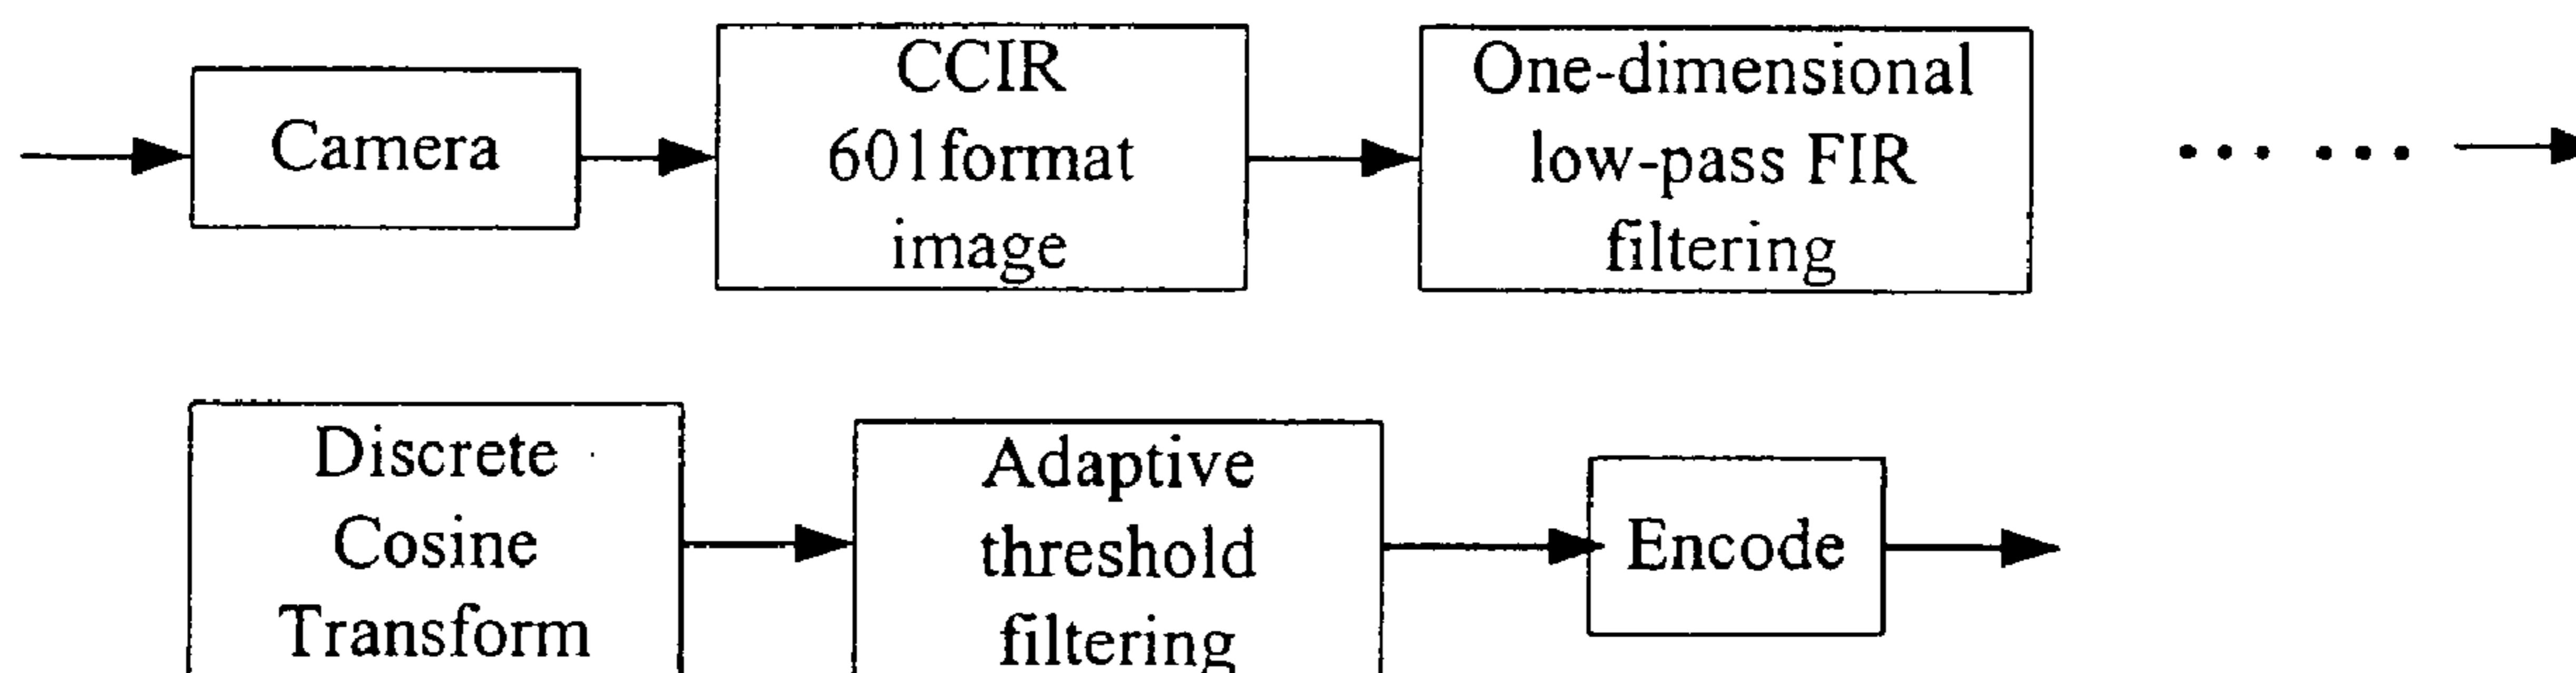 Camera
CCIR
601format
image
One-dimensional
low-pass FIR
filtering
…… 
Discrete
Cosine
Transform
Adaptive
threshold
filtering
Encode